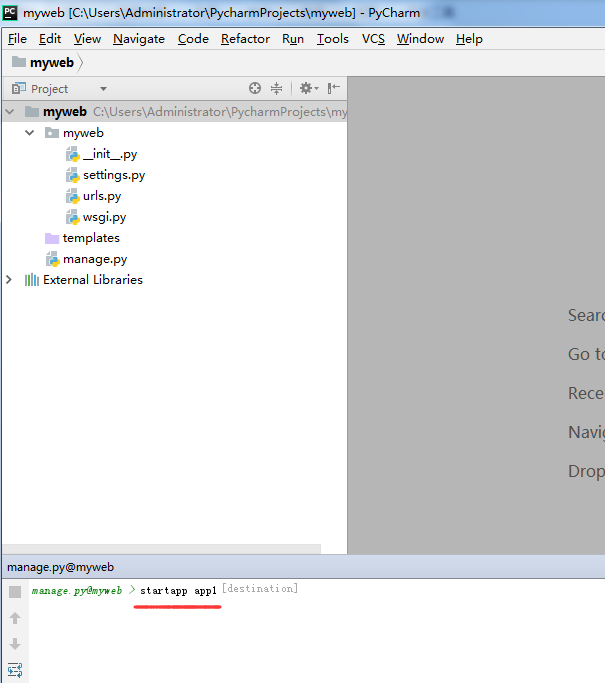 PC myweb [C:\Users\Administrator\PycharmProjects\myweb] - PyCharm
File Edit View Navigate Code Refactor Run Tools VCS Window Help
myweb
Project
myweb C:\Users\Administrator\PycharmProjects\my
myweb
__init__.py
settings.py
urls.py
wsgi.py
templates
manage.py
External Libraries
Sear
Go to
Rece
Navig
Drop
manage.py@myweb
manage.py@myweb > startapp app1 [destination]